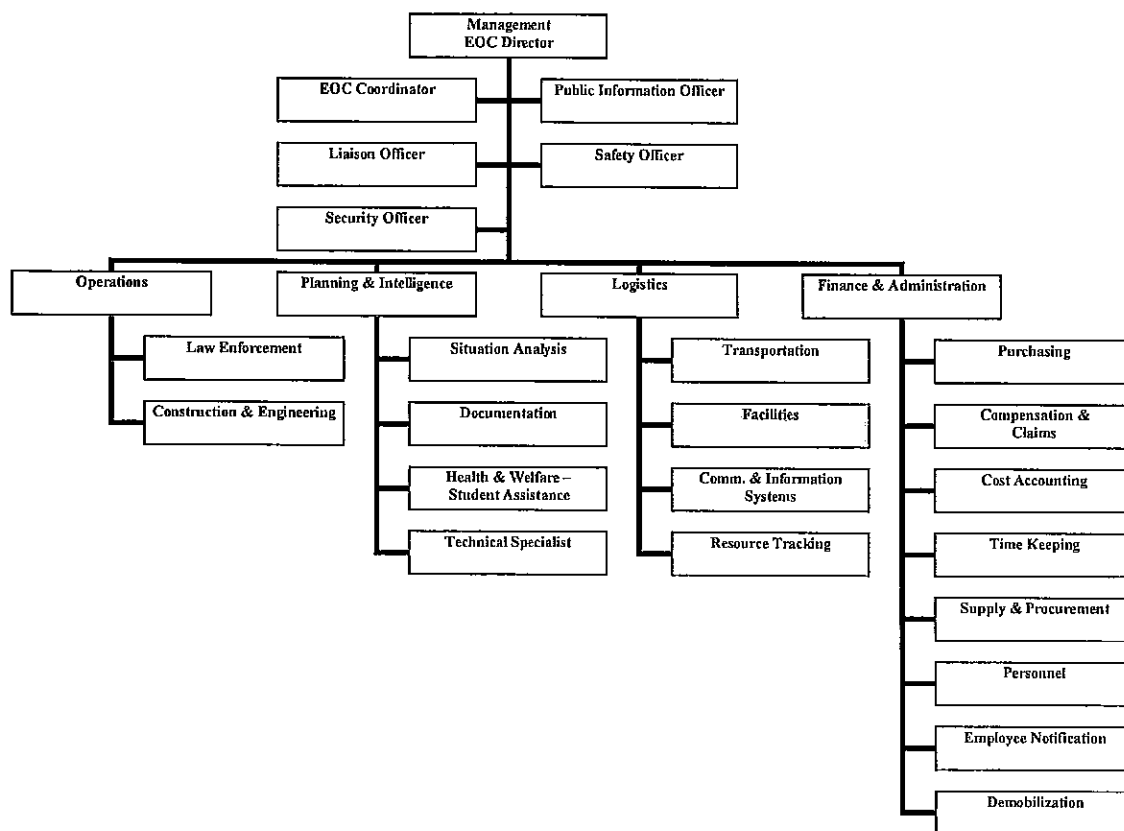 Management
EOC Director
EOC Coordinator
Public Information Officer
Liaison Officer
Safety Officer
Security Officer
Operations
Planning & Intelligence
Logistics
Finance & Administration
Law Enforcement
Construction & Engineering
Situation Analysis
Documentation
Health & Welfare –
Student Assistance
Technical Specialist
Transportation
Facilities
Comm. & Information
Systems
Resource Tracking
Purchasing
Compensation &
Claims
Cost Accounting
Time Keeping
Supply & Procurement
Personnel
Employee Notification
Demobilization